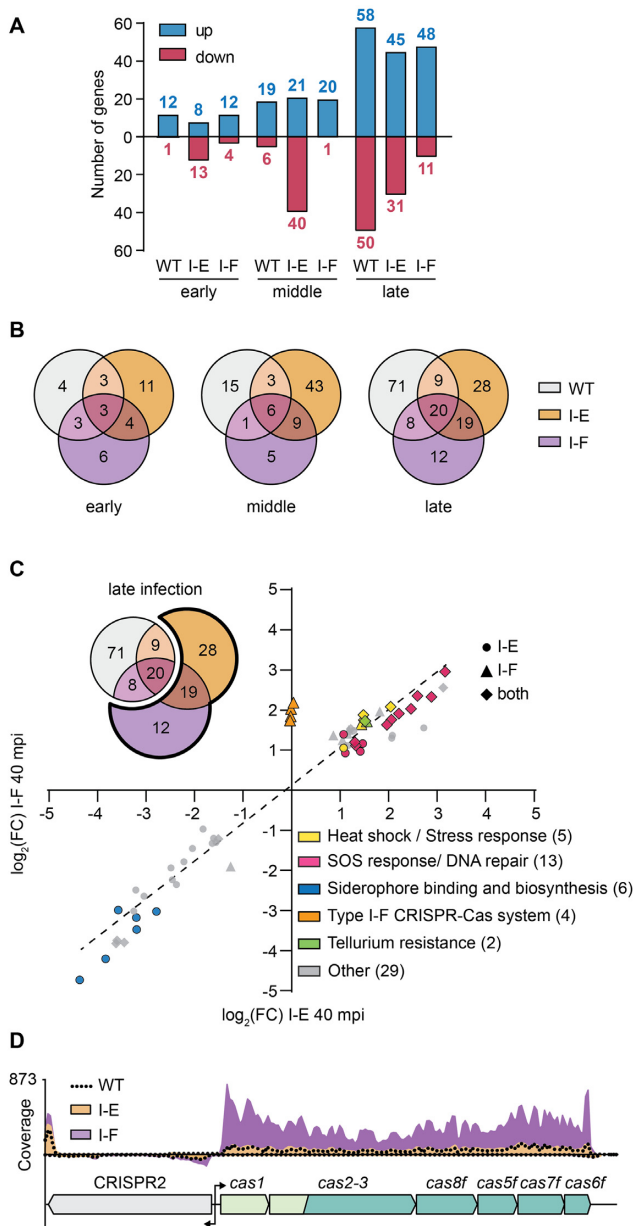 A
up
down
Number of genes
60
40
20
0
20
40
60
12 8 12 19 21 20 58 45 48
1 13 4 6 40 1 50 31 11
WT I-E I-F WT I-E I-F WT I-E I-F
early middle late
B
4 3 11
3 3 4
6
early
15 3 43
1 6 9
5
middle
71 9 28
8 20 19
12
late
WT
I-E
I-F
C
late infection
71 9 28
8 20 19
12
I-E
I-F
both
5
4
3
2
1
-5 -4 -3 -2 -1 1 2 3 4 5
-1
-2
-3
-4
-5
log2(FC) I-F 40 mpi
Heat shock / Stress response (5)
SOS response/ DNA repair (13)
Siderophore binding and biosynthesis (6)
Type I-F CRISPR-Cas system (4)
Tellurium resistance (2)
Other (29)
log2(FC) I-E 40 mpi
D
873
Coverage
WT
I-E
I-F
CRISPR2 cas1 cas2-3 cas8f cas5f cas7f cas6f